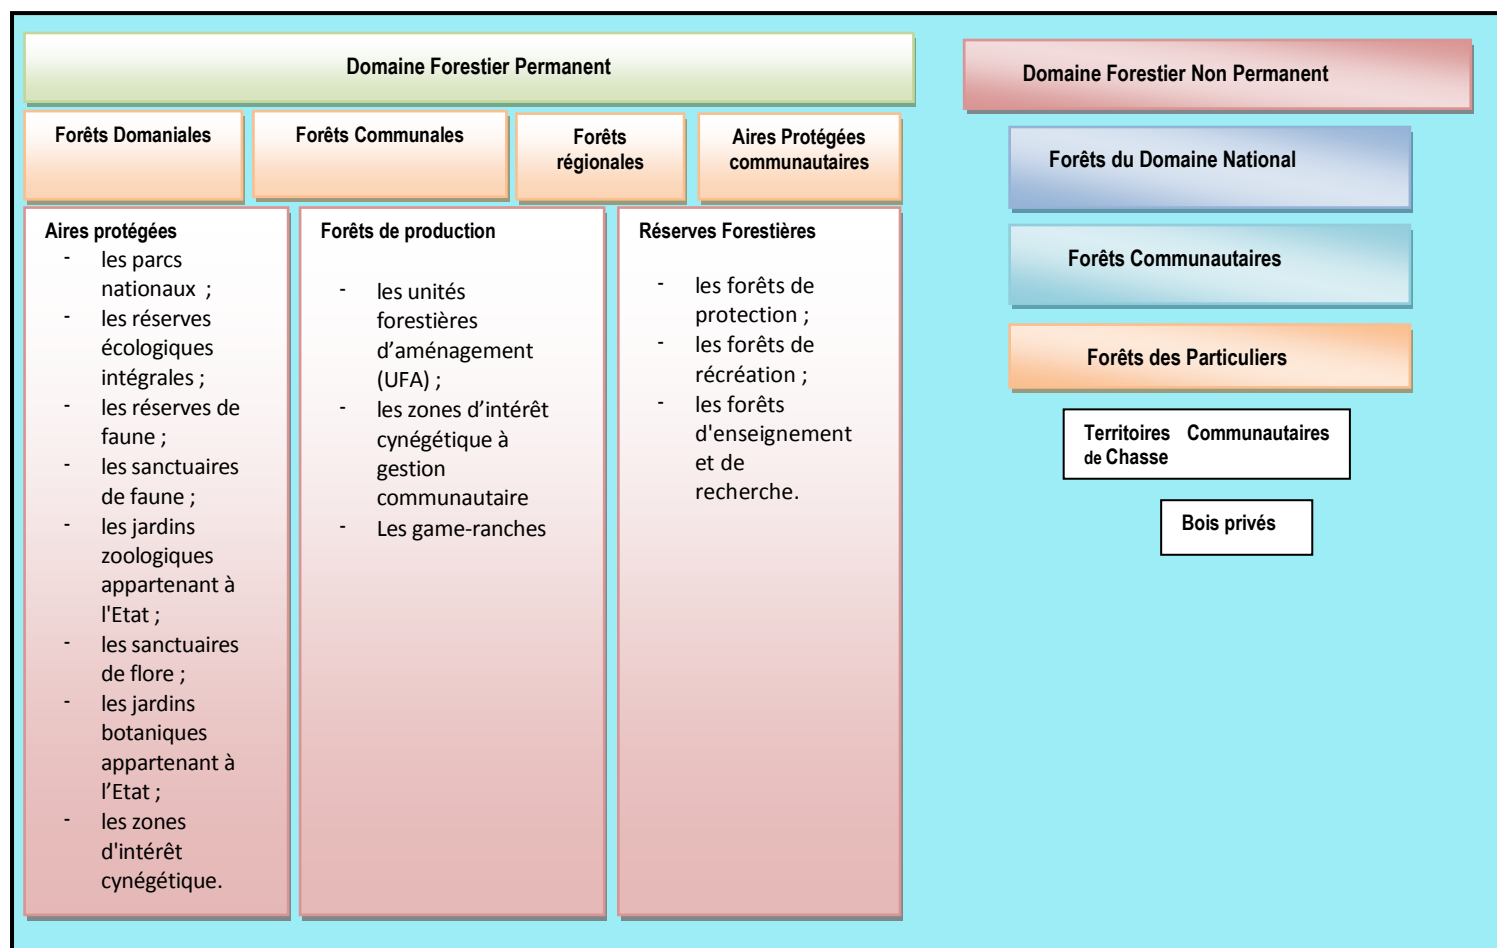 Domaine Forestier Permanent
Forêts Domaniales
Forêts Communales
Forêts
régionales
Aires Protégées
communautaires
Aires protégées
- les parcs
nationaux ;
- les réserves
écologiques
intégrales ;
- les réserves de
faune ;
- les sanctuaires
de faune ;
- les jardins
zoologiques
appartenant à
l'Etat ;
- les sanctuaires
de flore ;
- les jardins
botaniques
appartenant à
l’Etat ;
- les zones
d'intérêt
cynégétique.
Forêts de production
- les unités
forestières
d’aménagement
(UFA) ;
- les zones d’intérêt
cynégétique à
gestion
communautaire
- Les game-ranches
Réserves Forestières
- les forêts de
protection ;
- les forêts de
récréation ;
- les forêts
d'enseignement
et de
recherche.
Domaine Forestier Non Permanent
Forêts du Domaine National
Forêts Communautaires
Forêts des Particuliers
Territoires Communautaires
de Chasse
Bois privés